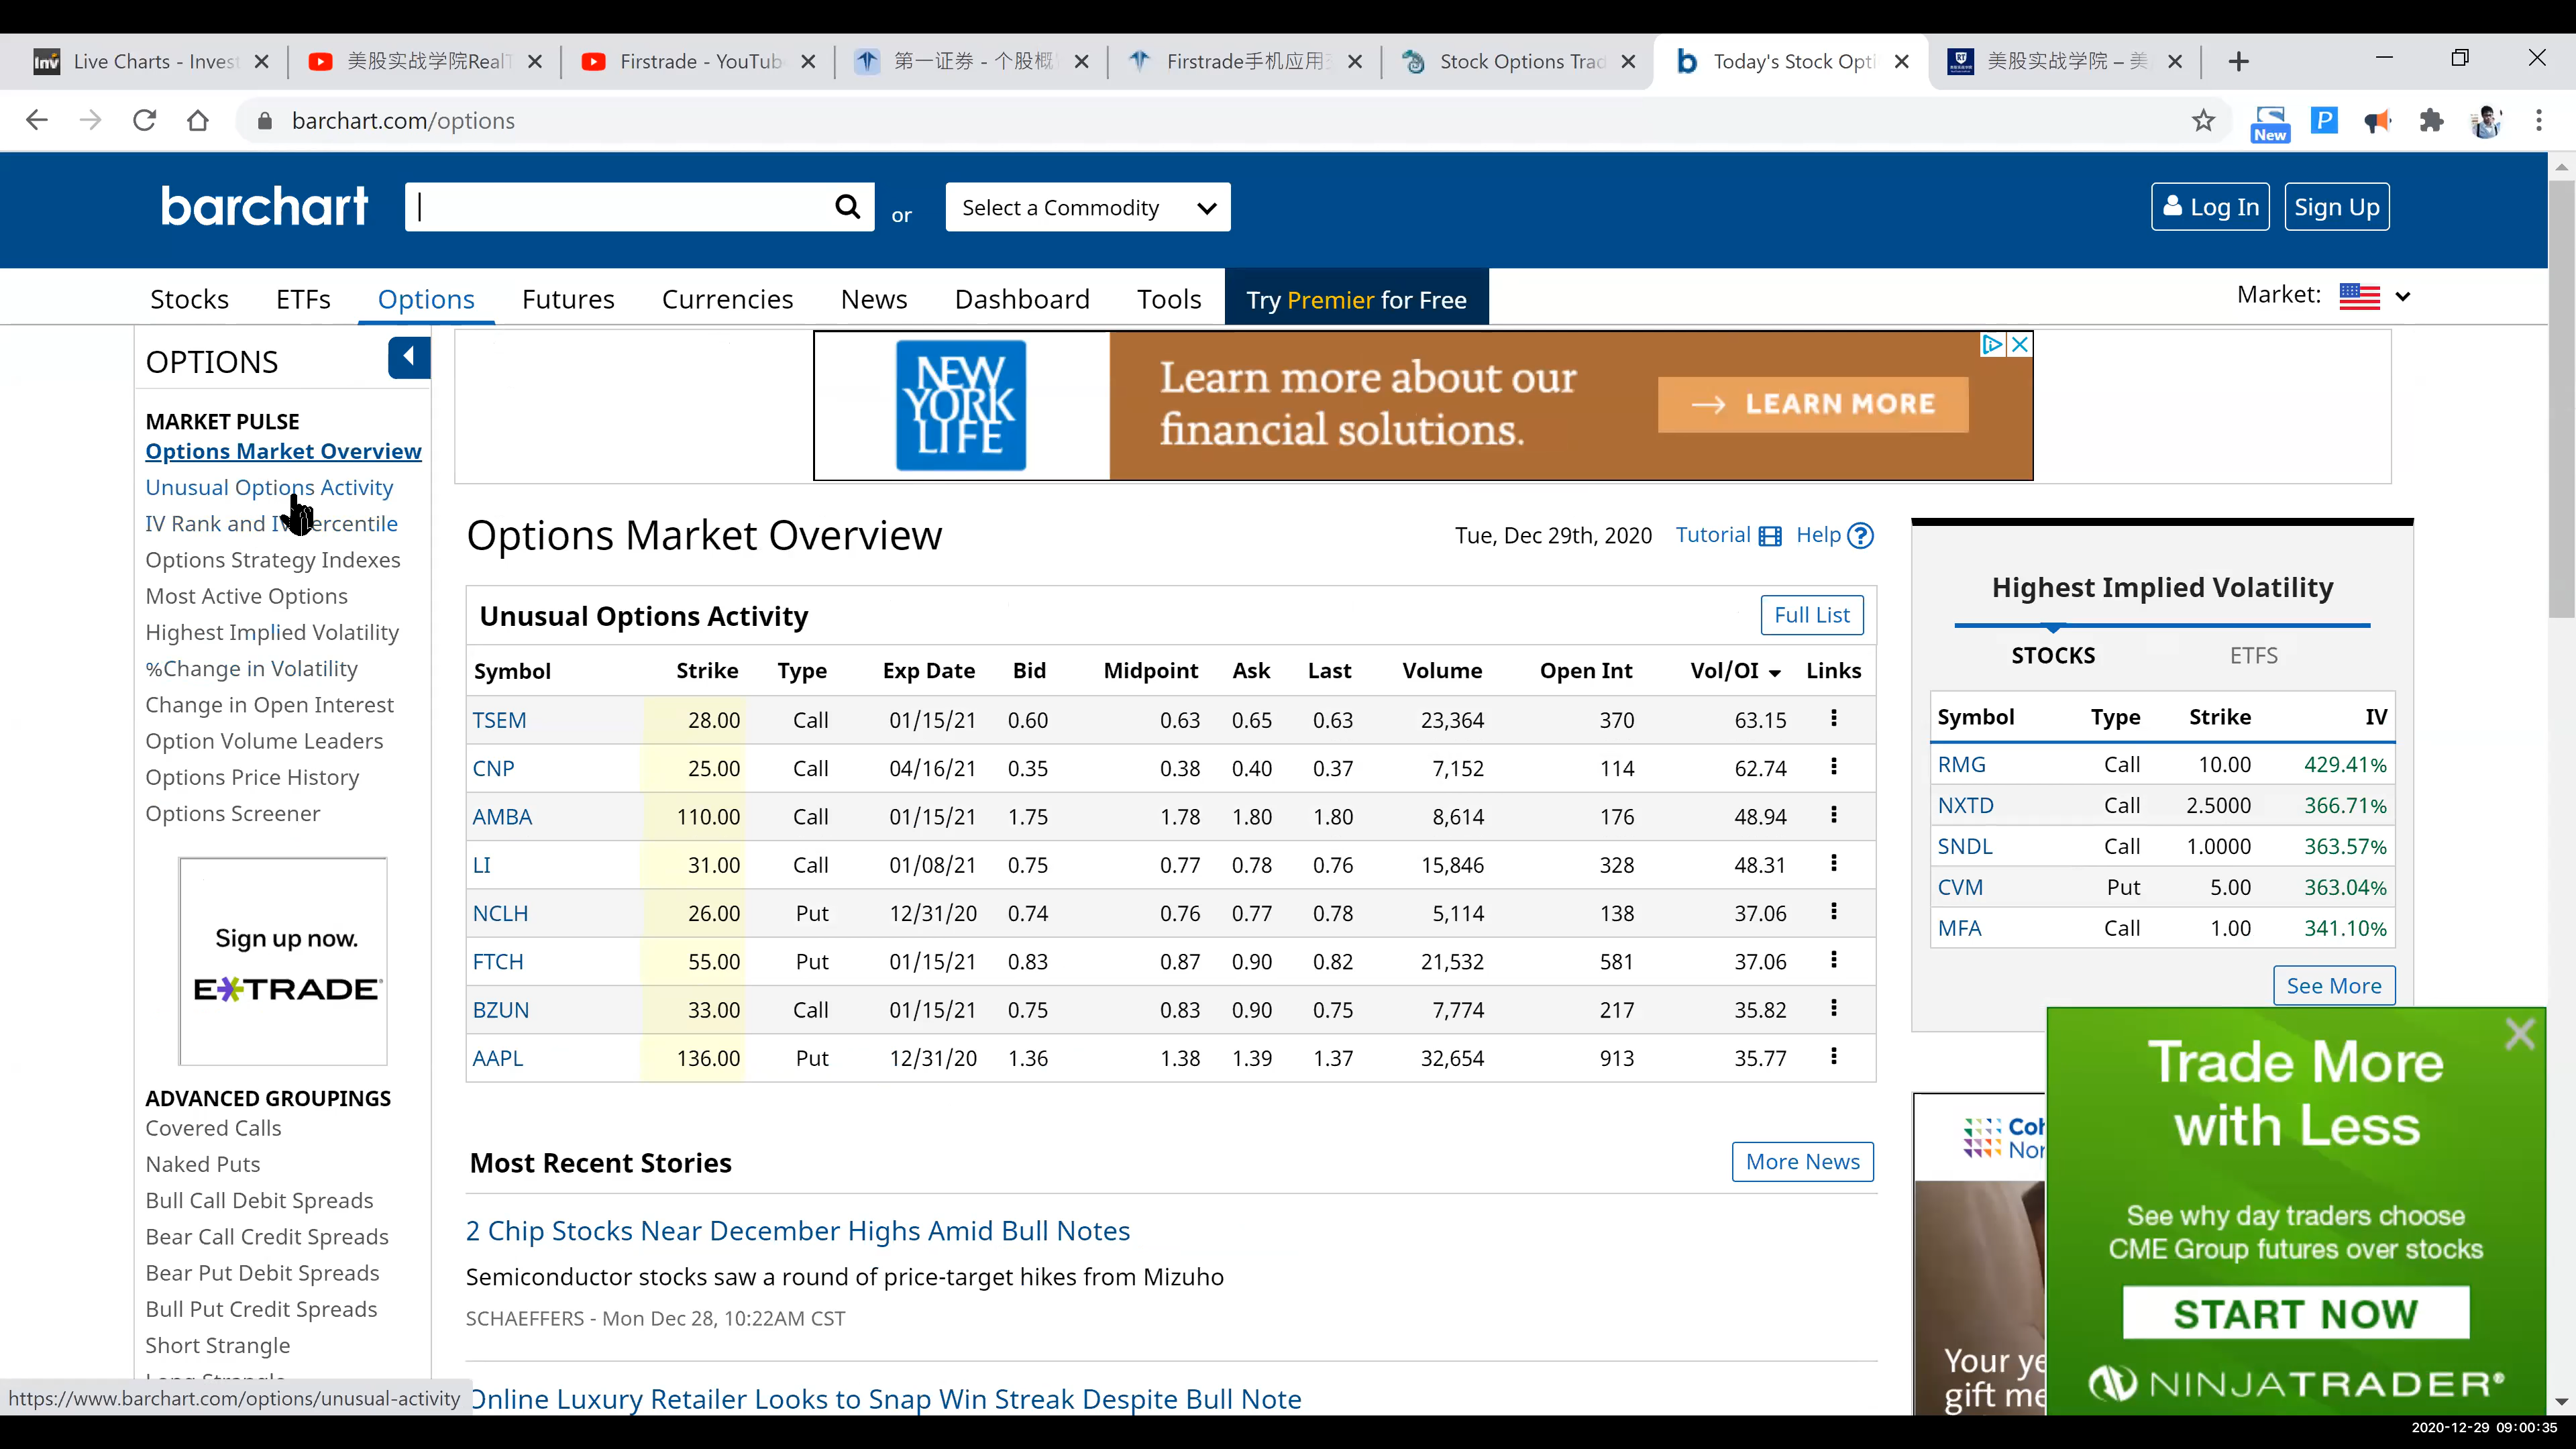 Live Charts - Invest
美股实战学院RealT
Firstrade - YouTub
第一证券 - 个股概
Firstrade手机应用
Stock Options Trad
Today's Stock Opti
美股实战学院 – 美
barchart.com/options
New
barchart
or
Select a Commodity
Log In
Sign Up
Stocks
ETFs
Options
Futures
Currencies
News
Dashboard
Tools
Try Premier for Free
Market:
OPTIONS
MARKET PULSE
Options Market Overview
Unusual Options Activity
IV Rank and IV Percentile
Options Strategy Indexes
Most Active Options
Highest Implied Volatility
%Change in Volatility
Change in Open Interest
Option Volume Leaders
Options Price History
Options Screener
Sign up now.
E*TRADE
ADVANCED GROUPINGS
Covered Calls
Naked Puts
Bull Call Debit Spreads
Bear Call Credit Spreads
Bear Put Debit Spreads
Bull Put Credit Spreads
Short Strangle
https://www.barchart.com/options/unusual-activity
NEW
YORK
LIFE
Learn more about our
financial solutions.
→ LEARN MORE
Options Market Overview
Tue, Dec 29th, 2020 Tutorial Help
Unusual Options Activity
Full List
Symbol Strike Type Exp Date Bid Midpoint Ask Last Volume Open Int Vol/OI Links
TSEM 28.00 Call 01/15/21 0.60 0.63 0.65 0.63 23,364 370 63.15
CNP 25.00 Call 04/16/21 0.35 0.38 0.40 0.37 7,152 114 62.74
AMBA 110.00 Call 01/15/21 1.75 1.78 1.80 1.80 8,614 176 48.94
LI 31.00 Call 01/08/21 0.75 0.77 0.78 0.76 15,846 328 48.31
NCLH 26.00 Put 12/31/20 0.74 0.76 0.77 0.78 5,114 138 37.06
FTCH 55.00 Put 01/15/21 0.83 0.87 0.90 0.82 21,532 581 37.06
BZUN 33.00 Call 01/15/21 0.75 0.83 0.90 0.75 7,774 217 35.82
AAPL 136.00 Put 12/31/20 1.36 1.38 1.39 1.37 32,654 913 35.77
Most Recent Stories
More News
2 Chip Stocks Near December Highs Amid Bull Notes
Semiconductor stocks saw a round of price-target hikes from Mizuho
SCHAEFFERS - Mon Dec 28, 10:22AM CST
Online Luxury Retailer Looks to Snap Win Streak Despite Bull Note
Highest Implied Volatility
STOCKS
ETFS
Symbol Type Strike IV
RMG Call 10.00 429.41%
NXTD Call 2.5000 366.71%
SNDL Call 1.0000 363.57%
CVM Put 5.00 363.04%
MFA Call 1.00 341.10%
See More
Your ye
gift me
Trade More
with Less
See why day traders choose
CME Group futures over stocks
START NOW
NINJATRADER
2020-12-29 09:00:35